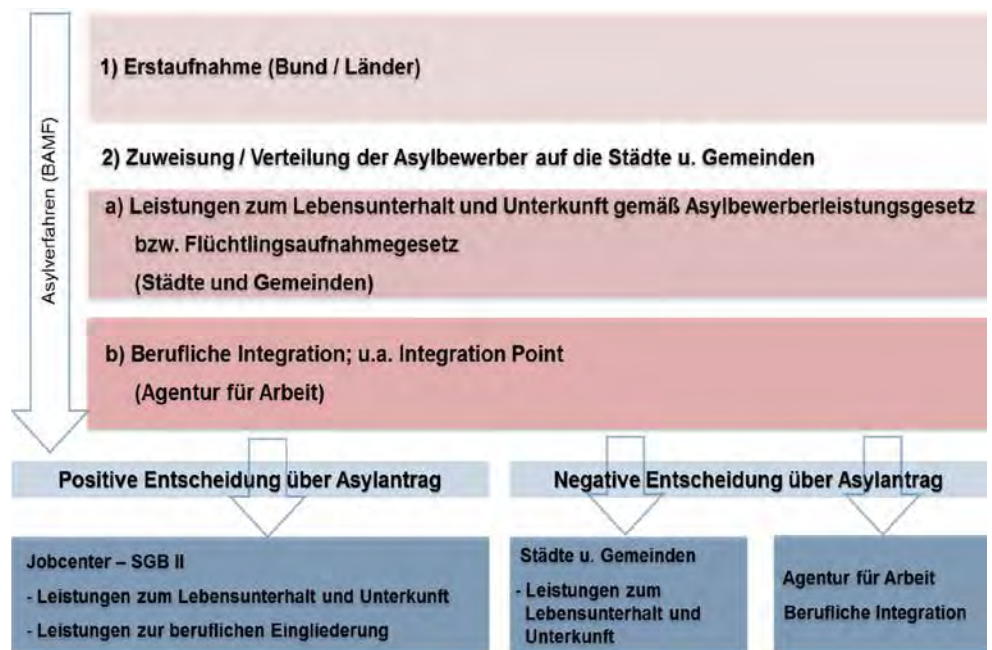 Asylverfahren (BAMF)
1) Erstaufnahme (Bund / Länder)
2) Zuweisung / Verteilung der Asylbewerber auf die Städte u. Gemeinden
a) Leistungen zum Lebensunterhalt und Unterkunft gemäß Asylbewerberleistungsgesetz
bzw. Flüchtlingsaufnahmegesetz
(Städte und Gemeinden)
b) Berufliche Integration; u.a. Integration Point
(Agentur für Arbeit)
Positive Entscheidung über Asylantrag
Negative Entscheidung über Asylantrag
Jobcenter – SGB II
- Leistungen zum Lebensunterhalt und Unterkunft
- Leistungen zur beruflichen Eingliederung
Städte u. Gemeinden
- Leistungen zum
Lebensunterhalt und
Unterkunft
Agentur für Arbeit
Berufliche Integration